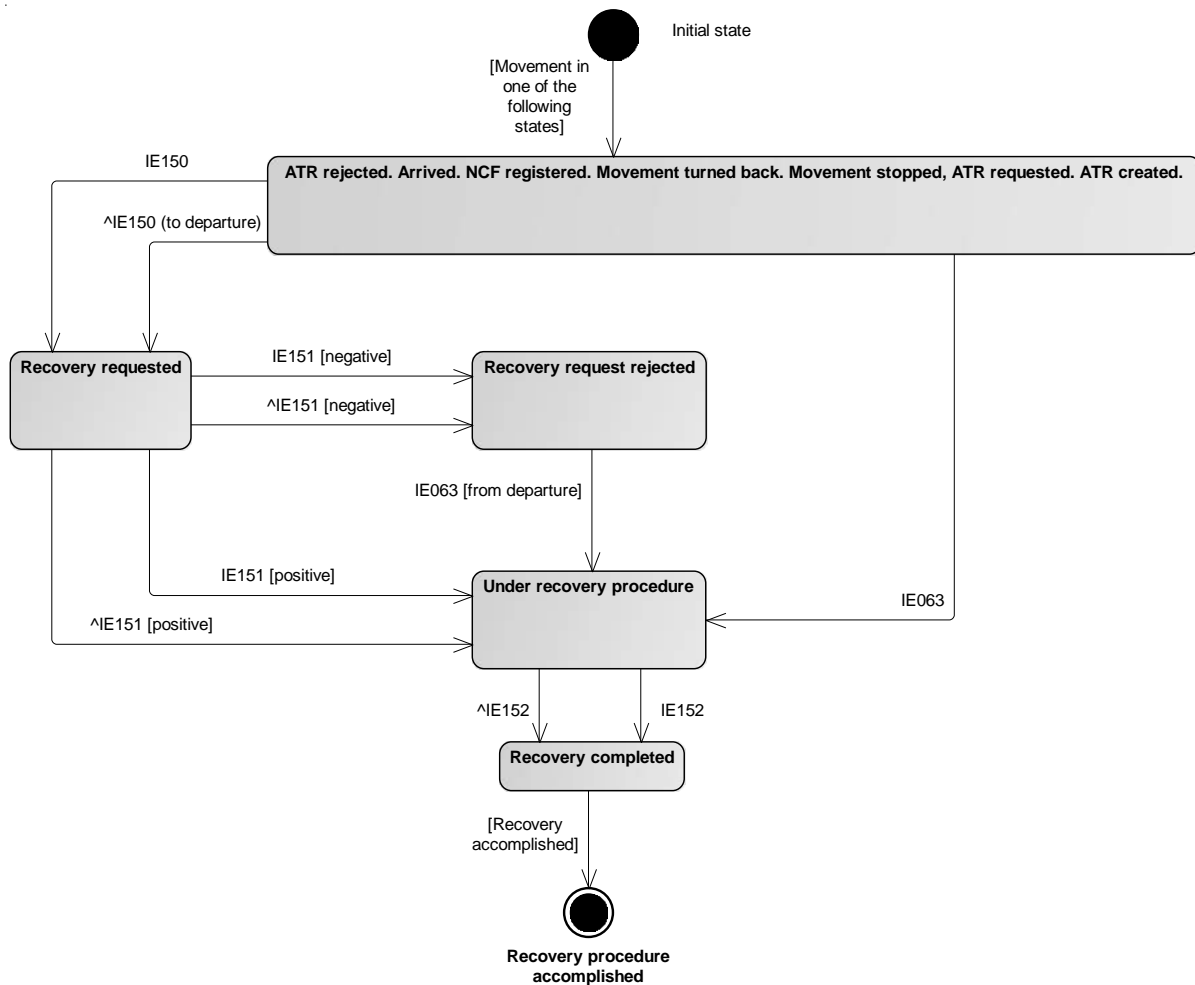 Initial state
[Movement in
one of the
following
states]
IE150
ATR rejected. Arrived. NCF registered. Movement turned back. Movement stopped, ATR requested. ATR created.
^IE150 (to departure)
Recovery requested
IE151 [negative]
Recovery request rejected
^IE151 [negative]
IE063 [from departure]
IE151 [positive]
Under recovery procedure
IE063
^IE151 [positive]
^IE152
IE152
Recovery completed
[Recovery
accomplished]
Recovery procedure
accomplished